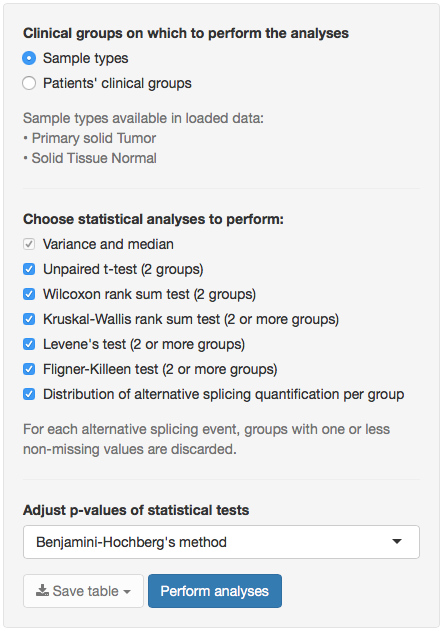 Clinical groups on which to perform the analyses
Sample types
Patients' clinical groups
Sample types available in loaded data:
• Primary solid Tumor
• Solid Tissue Normal
Choose statistical analyses to perform:
Variance and median
Unpaired t-test (2 groups)
Wilcoxon rank sum test (2 groups)
Kruskal-Wallis rank sum test (2 or more groups)
Levene's test (2 or more groups)
Fligner-Killeen test (2 or more groups)
Distribution of alternative splicing quantification per group
For each alternative splicing event, groups with one or less
non-missing values are discarded.
Adjust p-values of statistical tests
Benjamini-Hochberg's method
Save table
Perform analyses